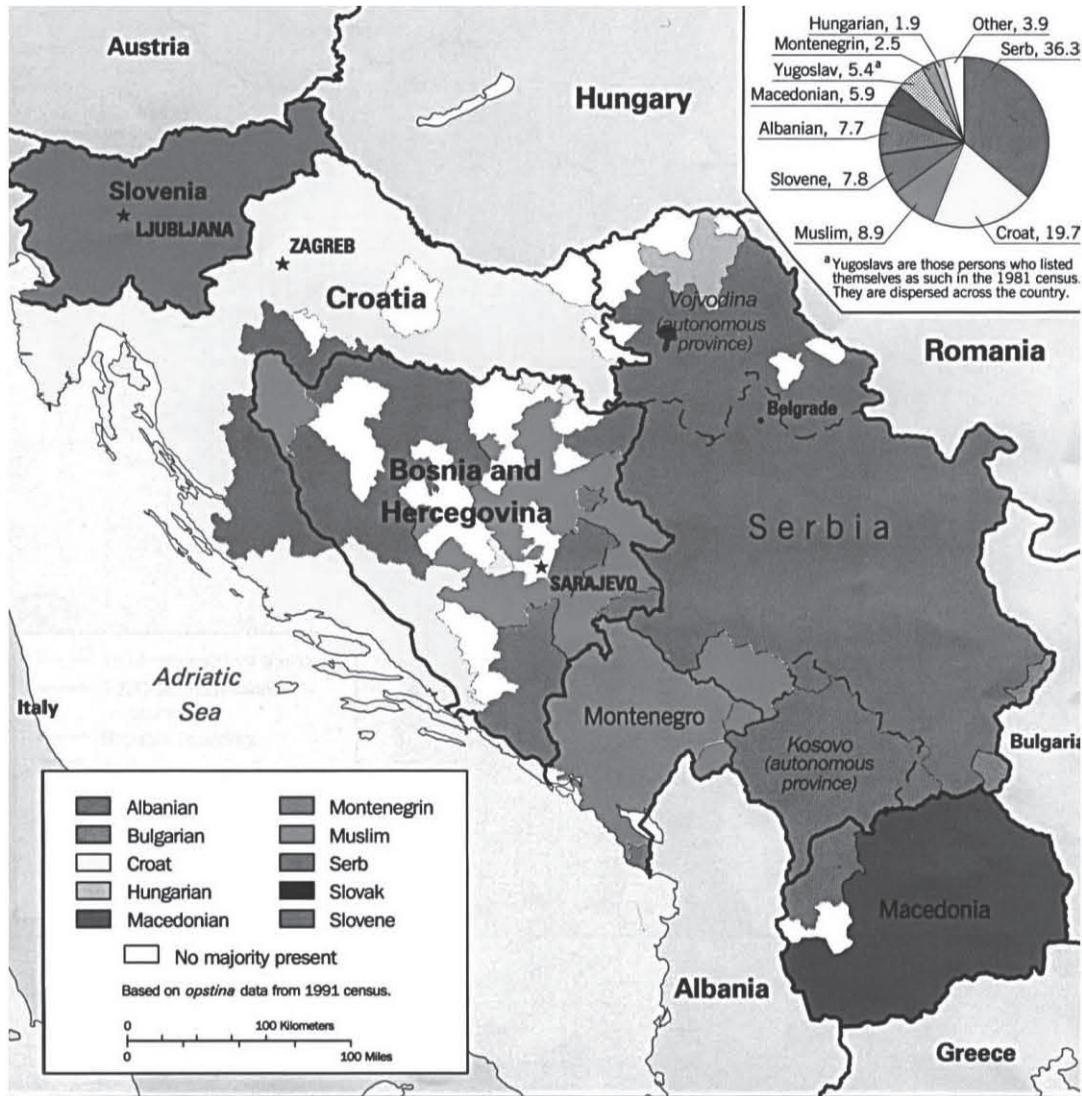 Austria
Hungary
Hungarian, 1.9
Other, 3.9
Montenegrin, 2.5
Serb, 36.3
Yugoslav, 5.4ᵃ
Macedonian, 5.9
Albanian, 7.7
Slovene, 7.8
Muslim, 8.9
Croat, 19.7
ᵃ Yugoslavs are those persons who listed
themselves as such in the 1981 census.
They are dispersed across the country.
Slovenia
LJUBLJANA
ZAGREB
Croatia
Vojvodina
(autonomous
province)
Romania
Belgrade
Bosnia and
Hercegovina
Serbia
SARAJEVO
Adriatic
Sea
Italy
Montenegro
Kosovo
(autonomous
province)
Bulgaria
Macedonia
Albania
Greece
Albanian
Bulgarian
Croat
Hungarian
Macedonian
Montenegrin
Muslim
Serb
Slovak
Slovene
No majority present
Based on opstina data from 1991 census.
0 100 Kilometers
0 100 Miles